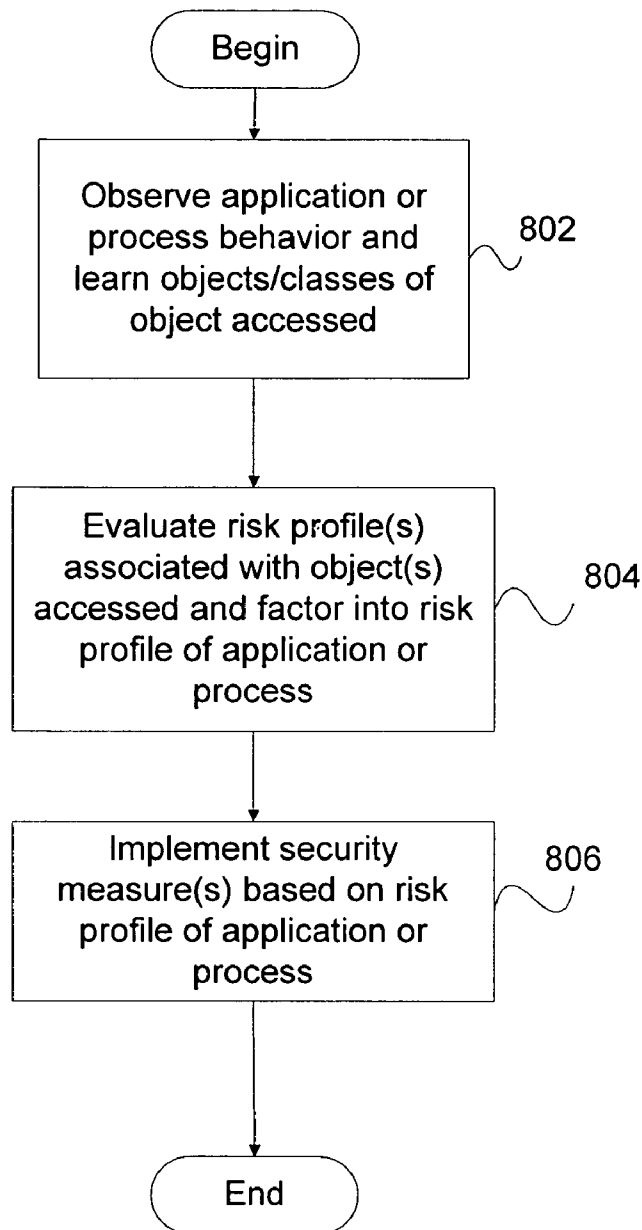 Begin
Observe application or
process behavior and
learn objects/classes of
object accessed
802
Evaluate risk profile(s)
associated with object(s)
accessed and factor into risk
profile of application or
process
804
Implement security
measure(s) based on risk
profile of application or
process
806
End